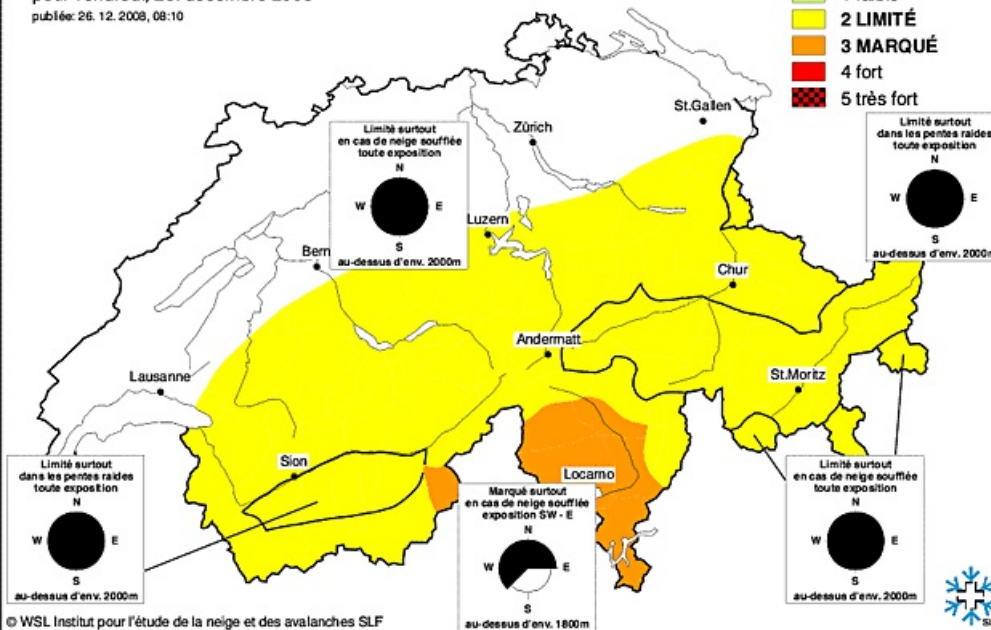 publiée: 26. 12. 2008, 08:10
2 LIMITÉ
3 MARQUÉ
4 fort
5 très fort
St.Gallen
Zürich
Limité surtout
en cas de neige soufflée
toute exposition
N
W E
S
au-dessus d'env. 2000m
Limité surtout
dans les pentes raides
toute exposition
N
W E
S
au-dessus d'env. 2000m
Luzern
Bern
Chur
Andermatt
St.Moritz
Lausanne
Sion
Locarno
Limité surtout
dans les pentes raides
toute exposition
N
W E
S
au-dessus d'env. 2000m
Marqué surtout
en cas de neige soufflée
exposition SW - E
N
W E
S
au-dessus d'env. 1800m
Limité surtout
en cas de neige soufflée
toute exposition
N
W E
S
au-dessus d'env. 2000m
© WSL Institut pour l'étude de la neige et des avalanches SLF